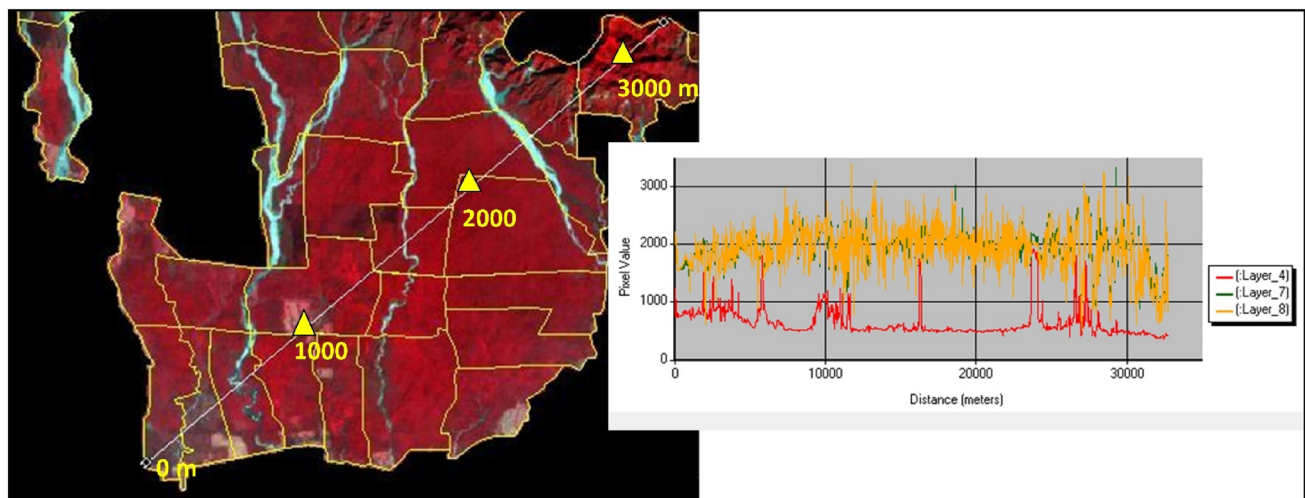 3000 m
2000
1000
0 m
Pixel Value
3000
2000
1000
0
0
10000
20000
30000
Distance (meters)
(:Layer_4)
(:Layer_7)
(:Layer_8)